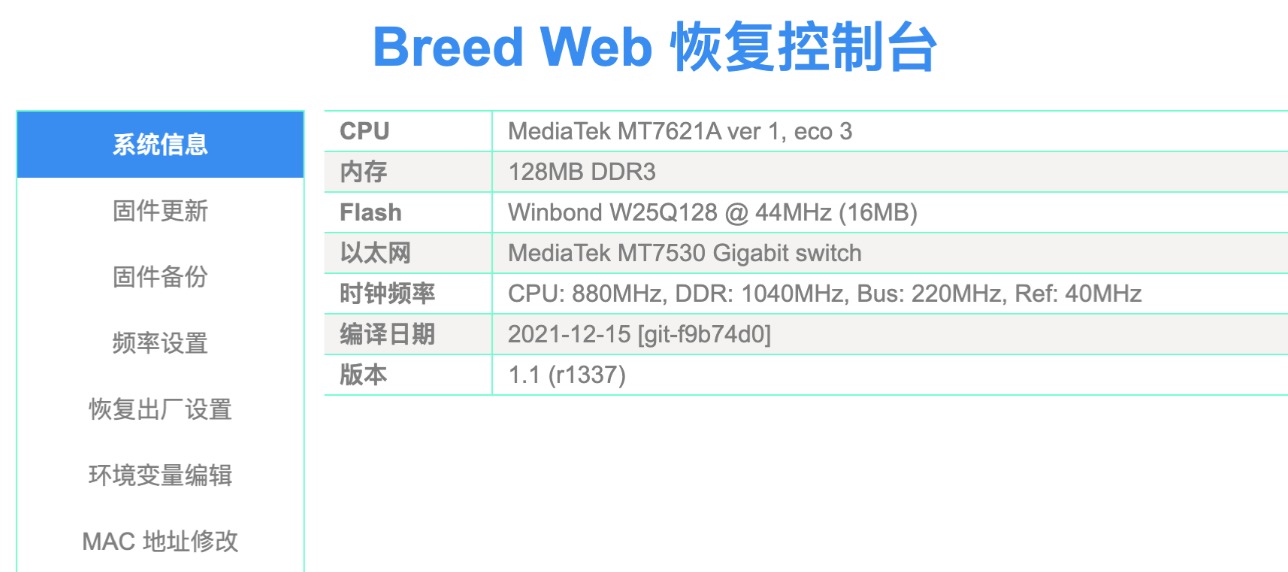 Breed Web 恢复控制台
系统信息
固件更新
固件备份
频率设置
恢复出厂设置
环境变量编辑
MAC 地址修改
CPU MediaTek MT7621A ver 1, eco 3
内存 128MB DDR3
Flash Winbond W25Q128 @ 44MHz (16MB)
以太网 MediaTek MT7530 Gigabit switch
时钟频率 CPU: 880MHz, DDR: 1040MHz, Bus: 220MHz, Ref: 40MHz
编译日期 2021-12-15 [git-f9b74d0]
版本 1.1 (r1337)